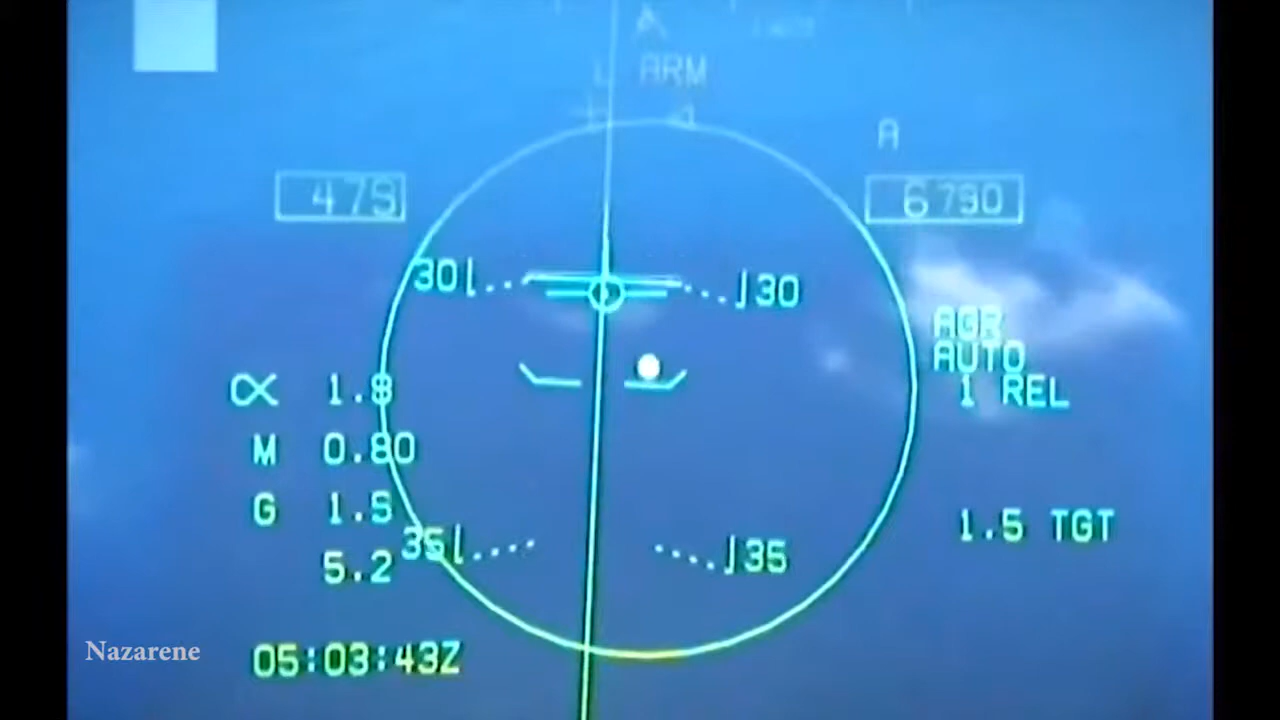 A
L ARM
A
479
6790
30
30
AGR
AUTO
1 REL
α 1.8
M 0.80
G 1.5
5.2
1.5 TGT
35
35
05:03:43Z
Nazarene